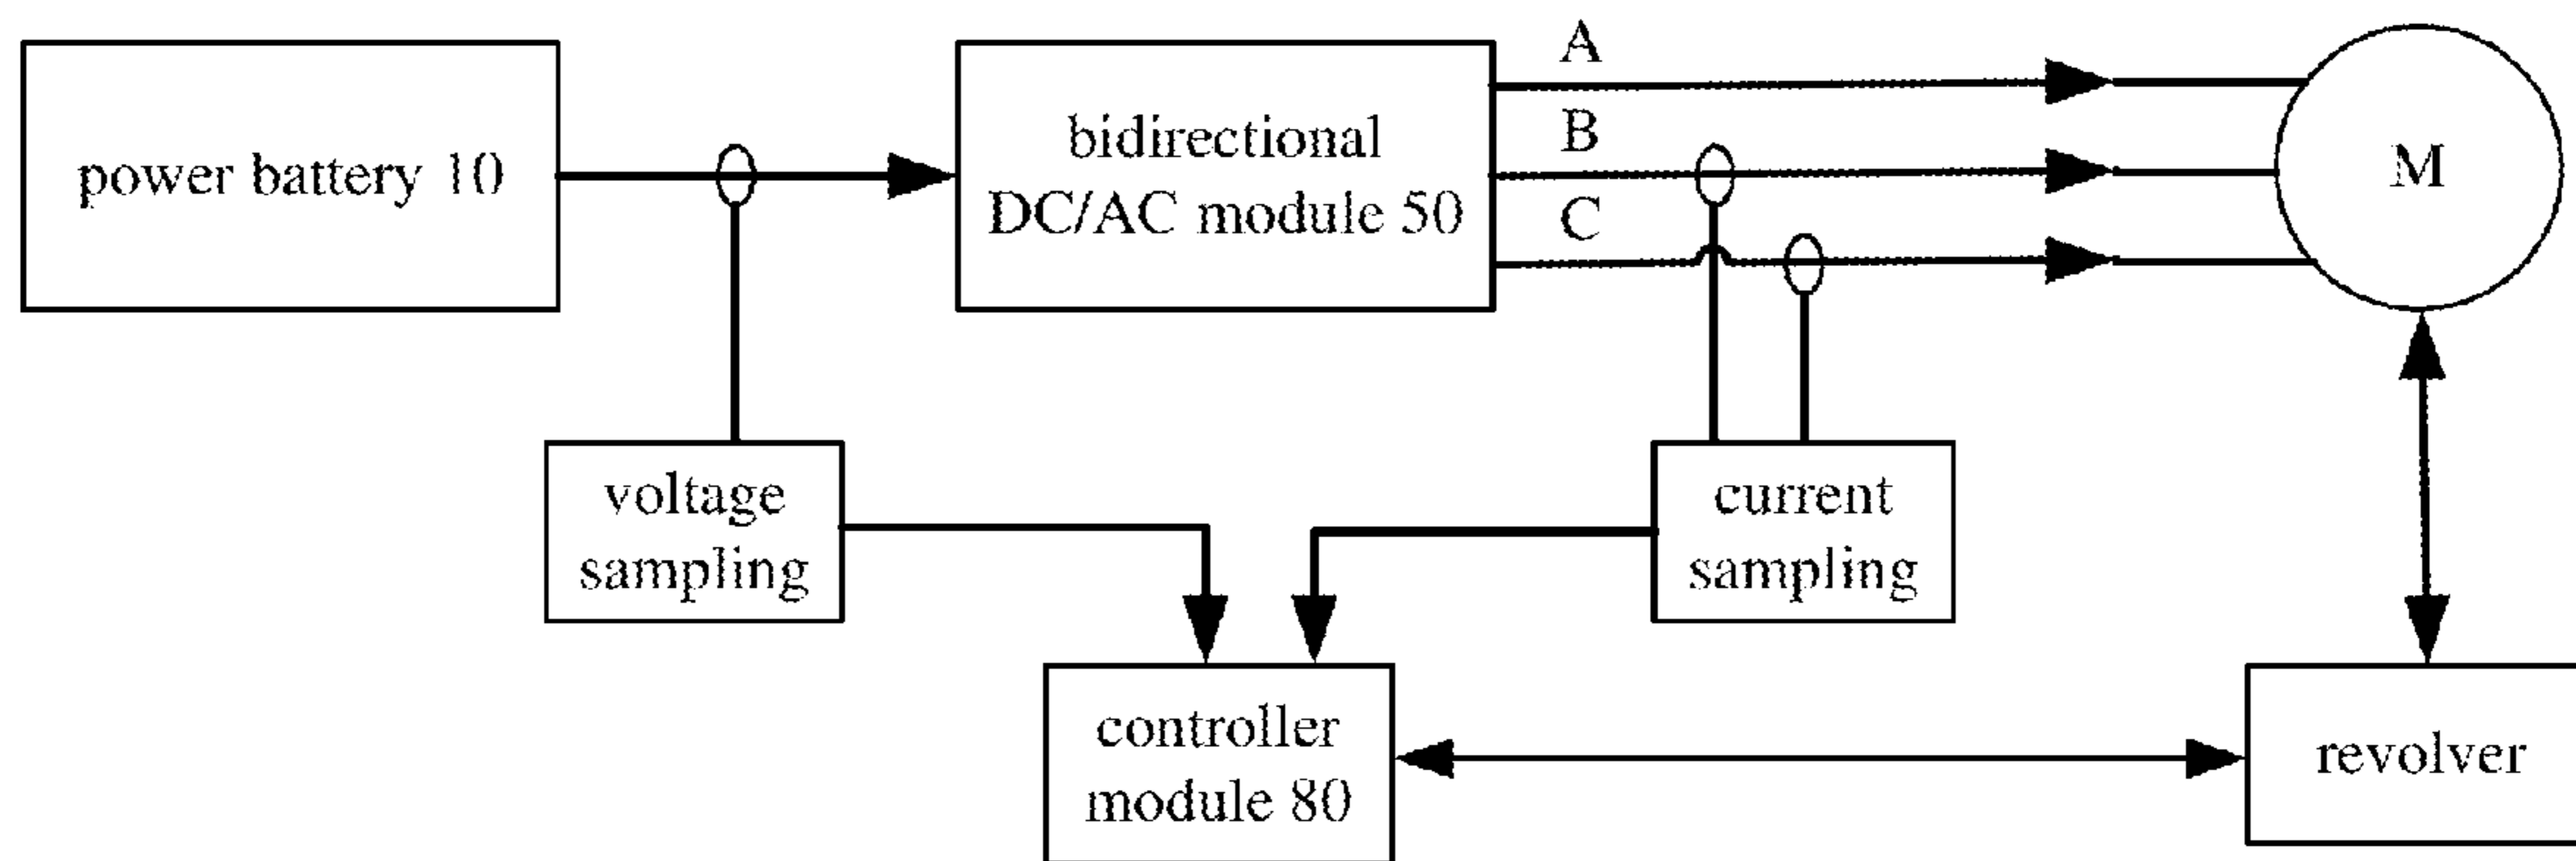 power battery 10
bidirectional
DC/AC module 50
A
B
C
M
voltage
sampling
current
sampling
controller
module 80
revolver